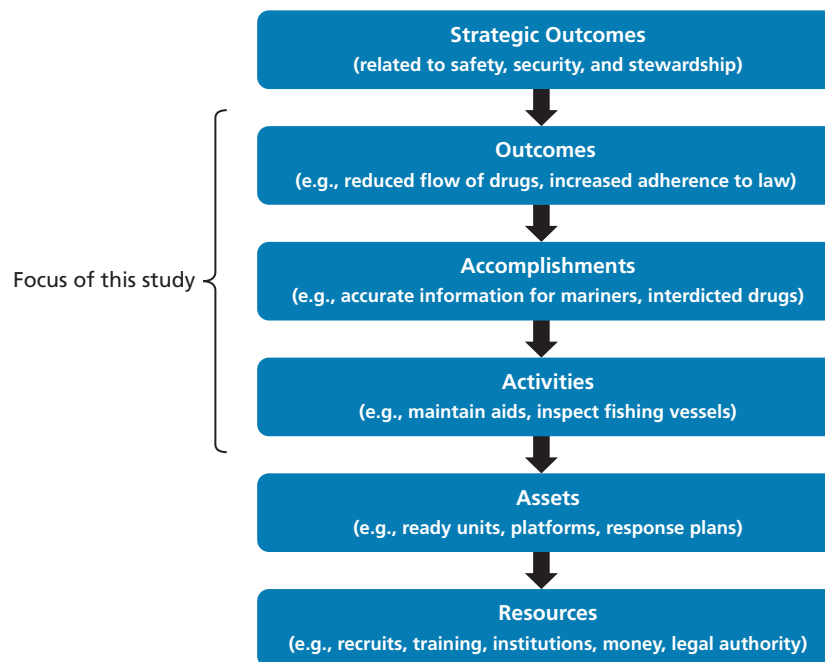 Strategic Outcomes
(related to safety, security, and stewardship)
Outcomes
(e.g., reduced flow of drugs, increased adherence to law)
Focus of this study
Accomplishments
(e.g., accurate information for mariners, interdicted drugs)
Activities
(e.g., maintain aids, inspect fishing vessels)
Assets
(e.g., ready units, platforms, response plans)
Resources
(e.g., recruits, training, institutions, money, legal authority)